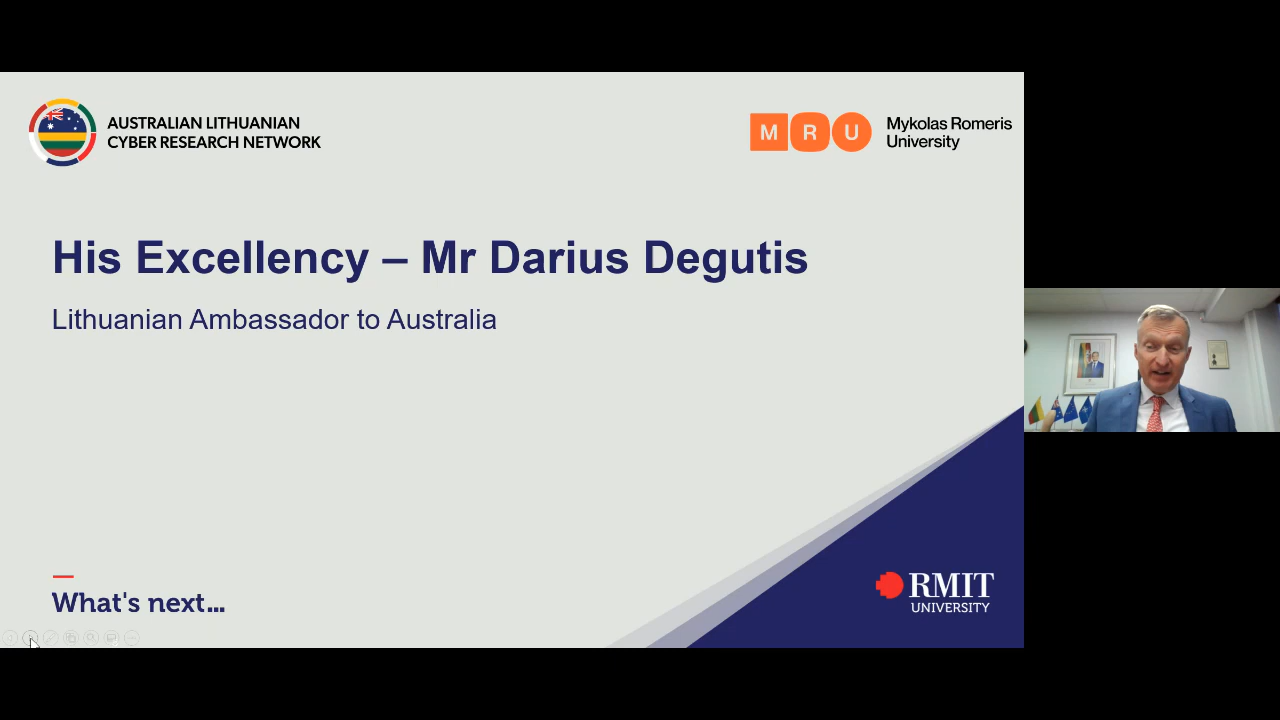 AUSTRALIAN LITHUANIAN
CYBER RESEARCH NETWORK
M R U
Mykolas Romeris
University
His Excellency – Mr Darius Degutis
Lithuanian Ambassador to Australia
What's next...
RMIT
UNIVERSITY